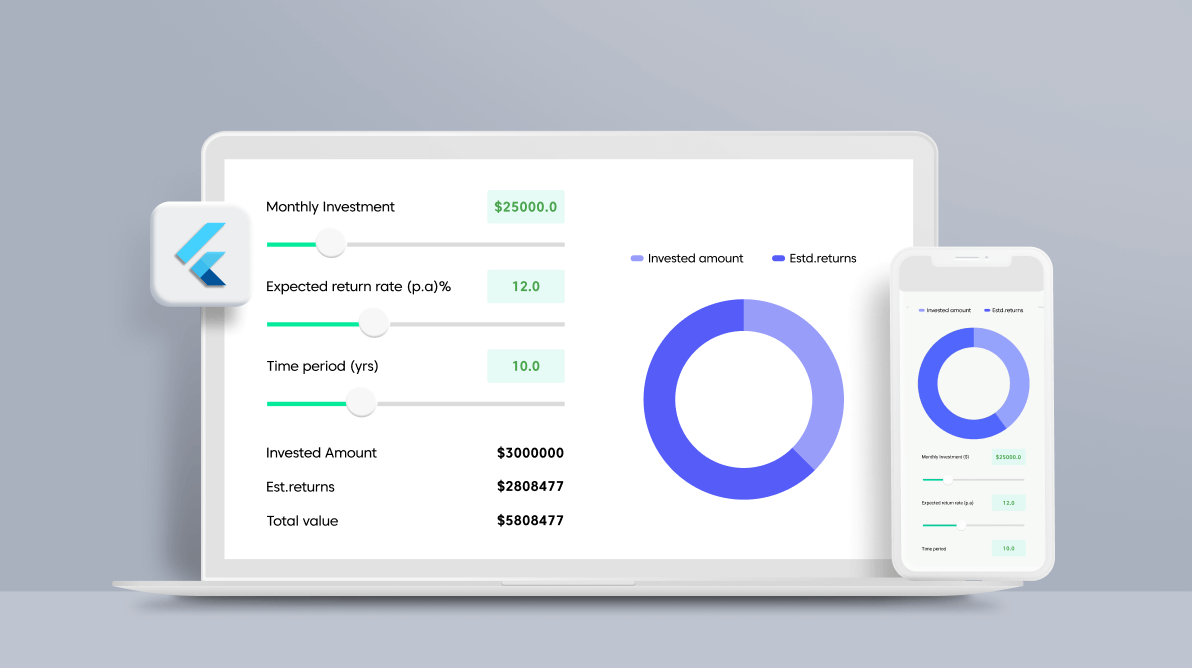 Monthly Investment $25000.0
Expected return rate (p.a)% 12.0
Time period (yrs) 10.0
Invested Amount $3000000
Est.returns $2808477
Total value $5808477
Invested amount Estd.returns
Invested amount Estd.returns
Monthly Investment ($) $25000.0
Expected return rate (p.a) 12.0
Time period 10.0